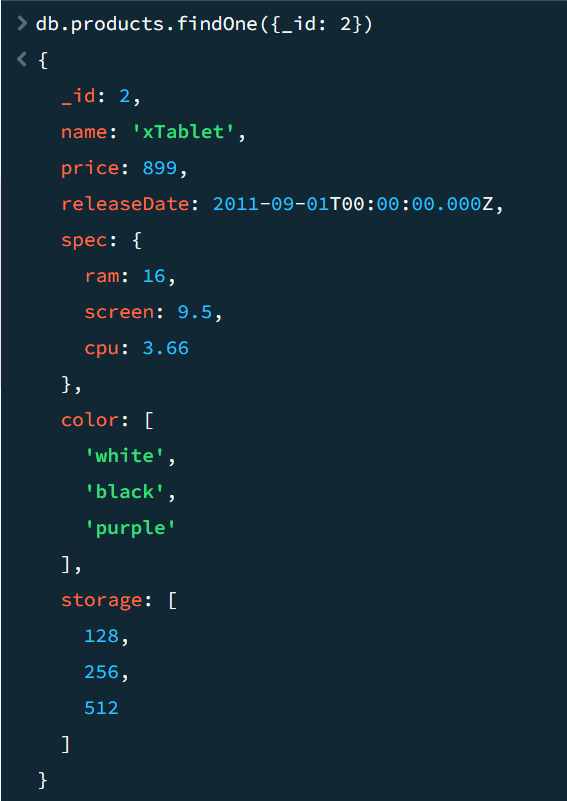 > db.products.findOne({_id: 2})
< {
_id: 2,
name: 'xTablet',
price: 899,
releaseDate: 2011-09-01T00:00:00.000Z,
spec: {
ram: 16,
screen: 9.5,
cpu: 3.66
},
color: [
'white',
'black',
'purple'
],
storage: [
128,
256,
512
]
}